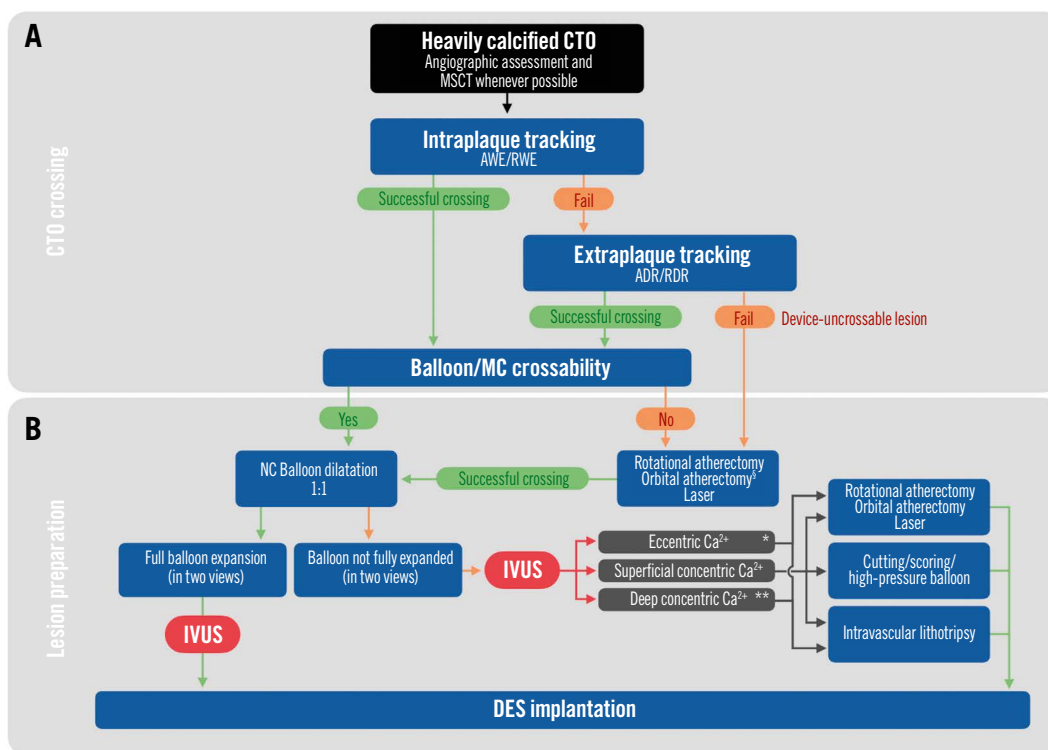 A
Heavily calcified CTO
Angiographic assessment and
MSCT whenever possible
CTO crossing
Intraplaque tracking
AWE/RWE
Successful crossing
Fail
Extraplaque tracking
ADR/RDR
Successful crossing
Fail
Device-uncrossable lesion
Balloon/MC crossability
B
Lesion preparation
Yes
No
NC Balloon dilatation
1:1
Successful crossing
Rotational atherectomy
Orbital atherectomy§
Laser
Full balloon expansion
(in two views)
Balloon not fully expanded
(in two views)
IVUS
Eccentric Ca²⁺ *
Superficial concentric Ca²⁺
Deep concentric Ca²⁺ **
Rotational atherectomy
Orbital atherectomy
Laser
Cutting/scoring/
high-pressure balloon
Intravascular lithotripsy
IVUS
DES implantation